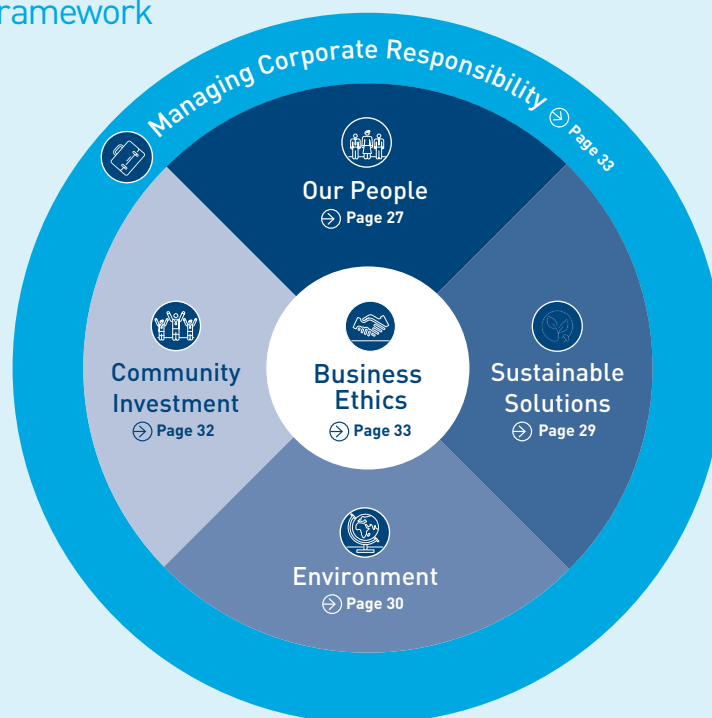 ramework
Managing Corporate Responsibility
Page 33
Our People
Page 27
Community
Investment
Page 32
Business
Ethics
Page 33
Sustainable
Solutions
Page 29
Environment
Page 30